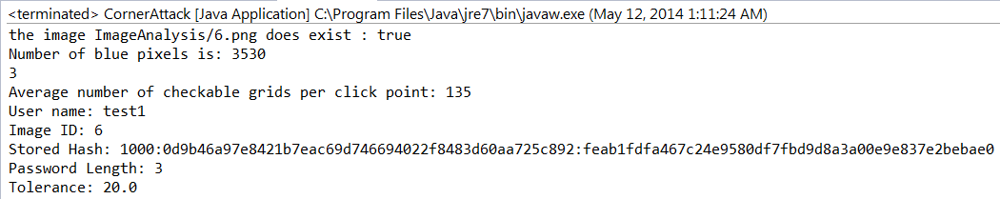 <terminated> CornerAttack [Java Application] C:\Program Files\Java\jre7\bin\javaw.exe (May 12, 2014 1:11:24 AM)
the image ImageAnalysis/6.png does exist : true
Number of blue pixels is: 3530
3
Average number of checkable grids per click point: 135
User name: test1
Image ID: 6
Stored Hash: 1000:0d9b46a97e8421b7eac69d746694022f8483d60aa725c892:feab1fdfa467c24e9580df7fbd9d8a3a00e9e837e2bebae0
Password Length: 3
Tolerance: 20.0